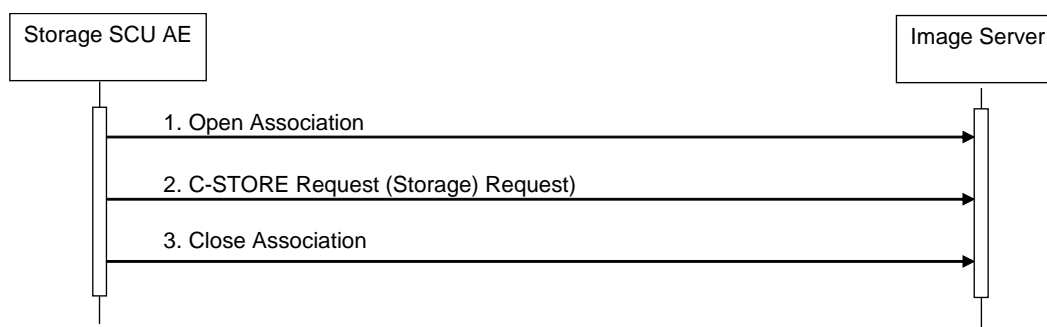 Storage SCU AE
Image Server
1. Open Association
2. C-STORE Request (Storage) Request)
3. Close Association